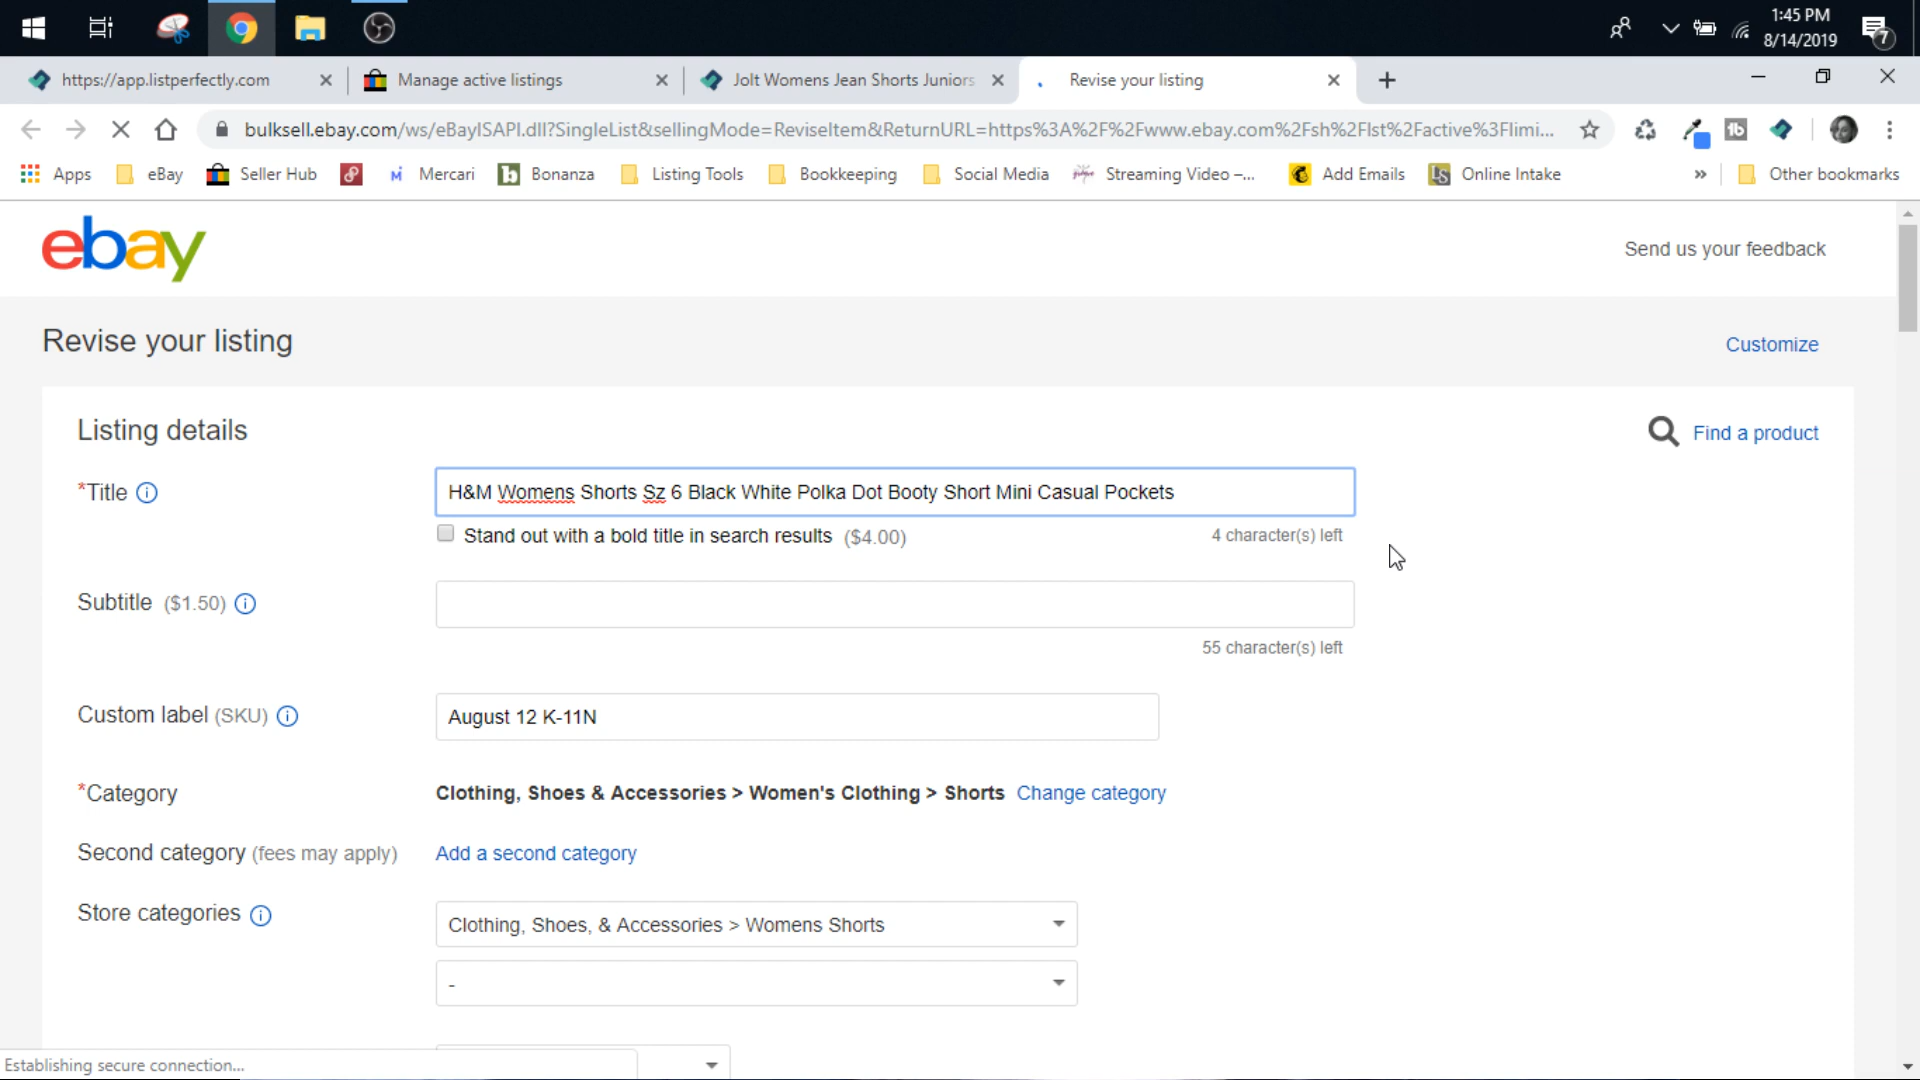 1:45 PM
8/14/2019
7
https://app.listperfectly.com
Manage active listings
Jolt Womens Jean Shorts Juniors
Revise your listing
bulksell.ebay.com/ws/eBayISAPI.dll?SingleList&sellingMode=ReviseItem&ReturnURL=https%3A%2F%2Fwww.ebay.com%2Fsh%2Flst%2Factive%3Flimi...
Apps
eBay
Seller Hub
Mercari
Bonanza
Listing Tools
Bookkeeping
Social Media
Streaming Video –...
Add Emails
Online Intake
»
Other bookmarks
ebay
Send us your feedback
Revise your listing
Customize
Listing details
Find a product
*Title
H&M Womens Shorts Sz 6 Black White Polka Dot Booty Short Mini Casual Pockets
Stand out with a bold title in search results ($4.00)
4 character(s) left
Subtitle ($1.50)
55 character(s) left
Custom label (SKU)
August 12 K-11N
*Category
Clothing, Shoes & Accessories > Women's Clothing > Shorts Change category
Second category (fees may apply)
Add a second category
Store categories
Clothing, Shoes, & Accessories > Womens Shorts
-
Establishing secure connection...